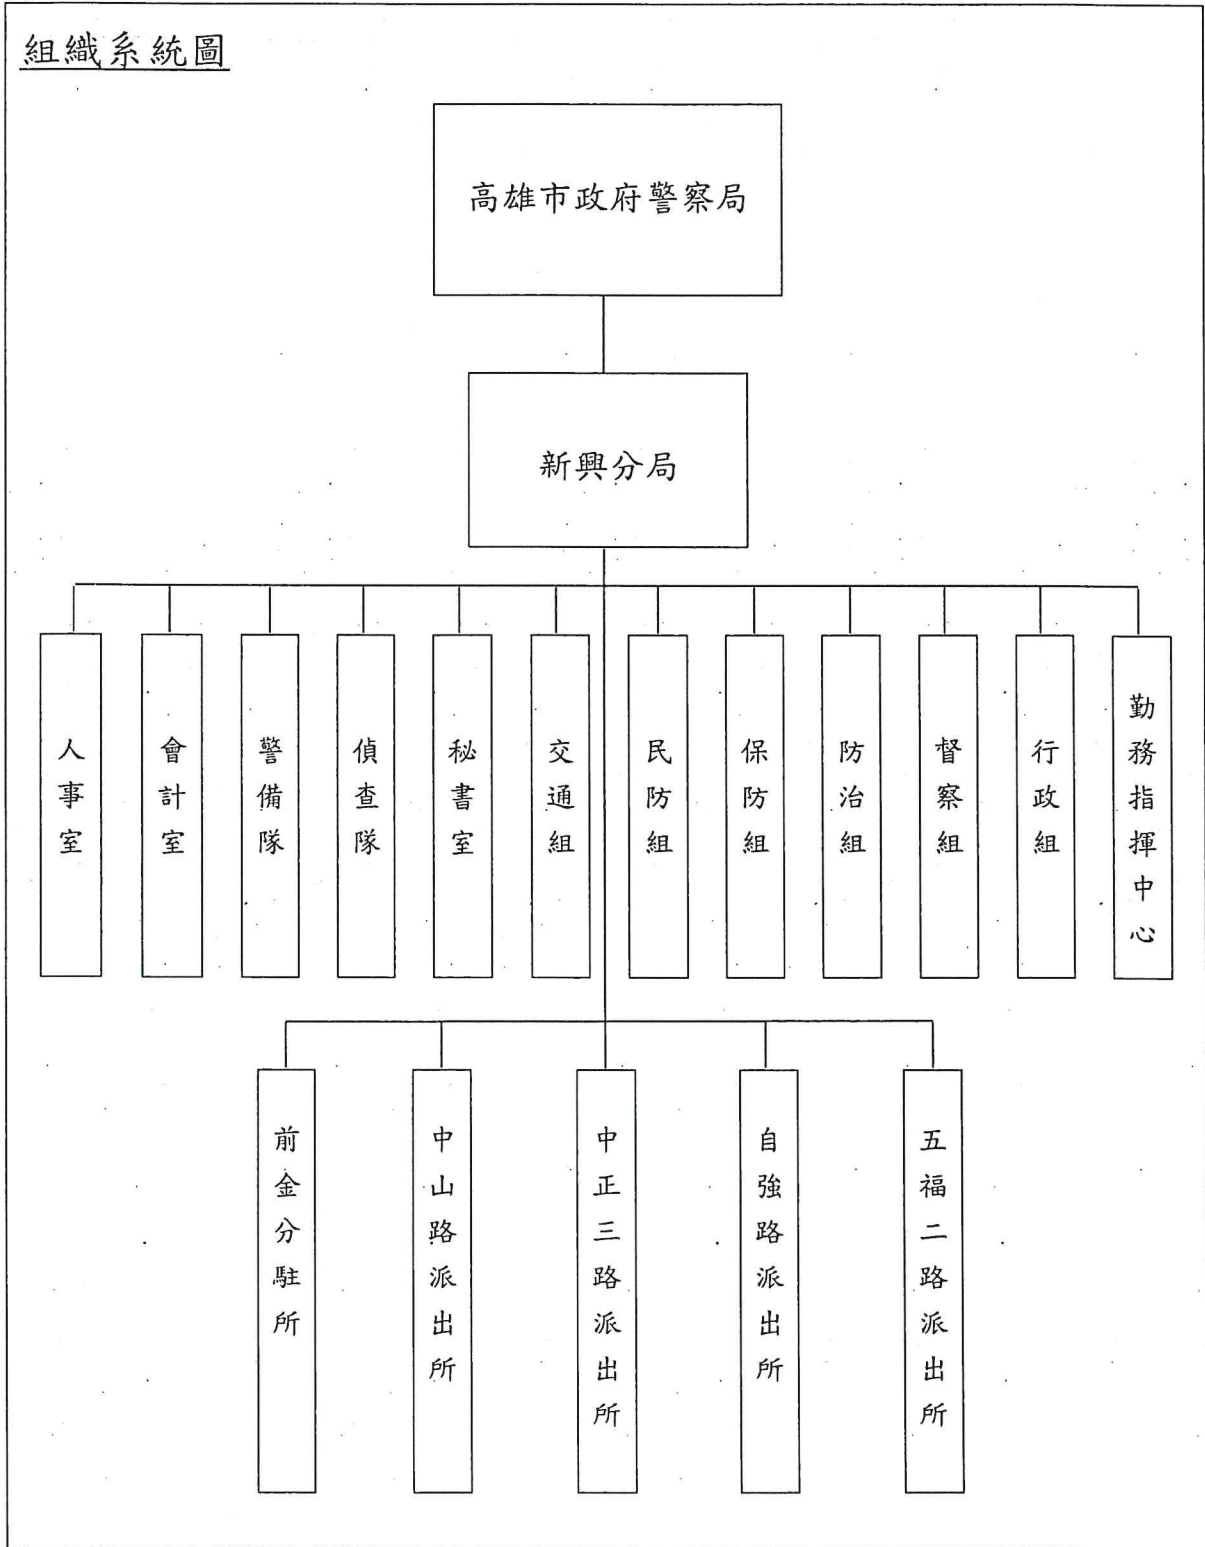 組織系統圖
高雄市政府警察局
新興分局
人事室
會計室
警備隊
偵查隊
秘書室
交通組
民防組
保防組
防治組
督察組
行政組
勤務指揮中心
前金分駐所
中山路派出所
中正三路派出所
自強路派出所
五福二路派出所